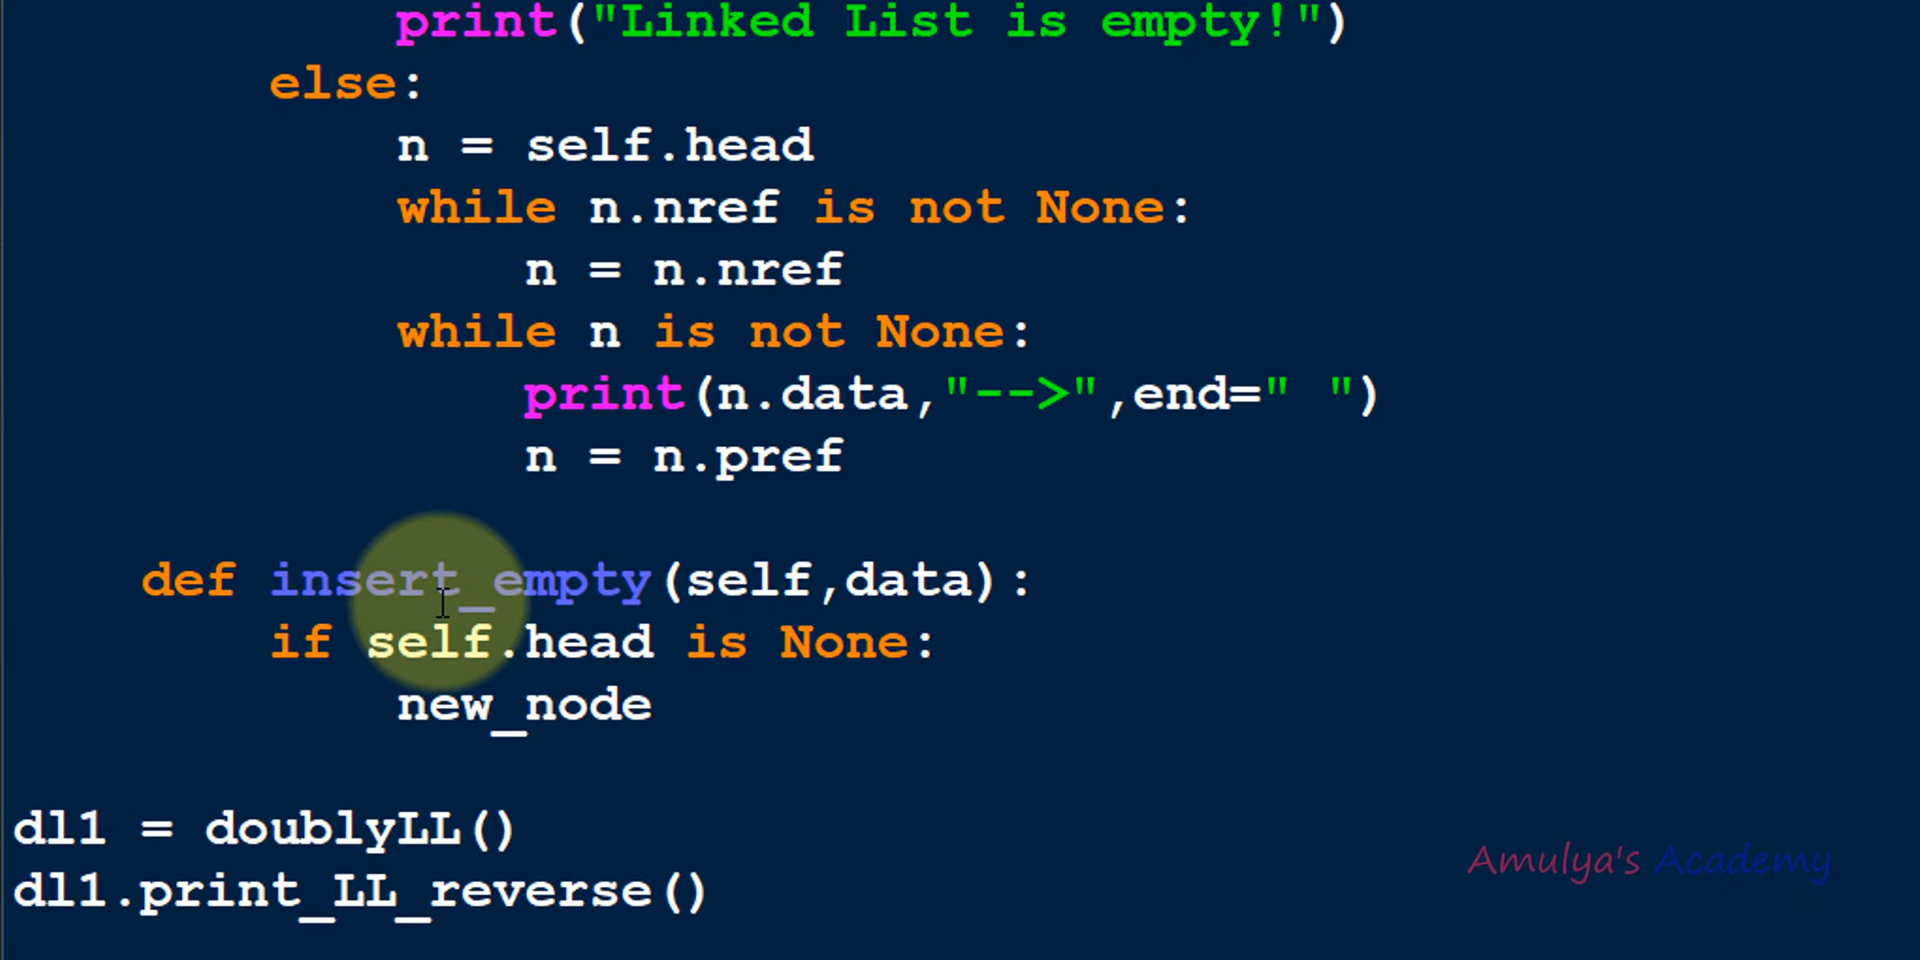 print("Linked List is empty!")
else:
n = self.head
while n.nref is not None:
n = n.nref
while n is not None:
print(n.data,"-->",end=" ")
n = n.pref
def insert_empty(self,data):
if self.head is None:
new_node
dl1 = doublyLL()
dl1.print_LL_reverse()
Amulya's Academy